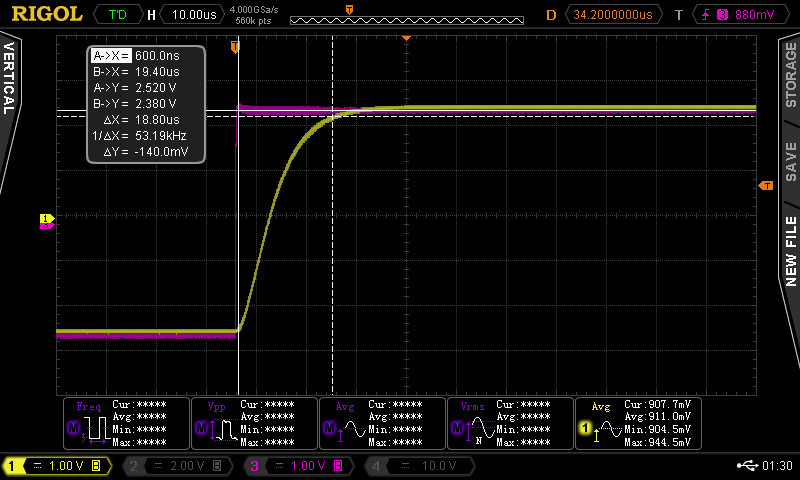 RIGOL T'D H 10.00us 4.000GSa/s 560k pts D 34.2000000us T 3 880mV
T
T
VERTICAL
STORAGE
SAVE
NEW FILE
A->X= 600.0ns
B->X= 19.40us
A->Y= 2.520 V
B->Y= 2.380 V
ΔX= 18.80us
1/ΔX= 53.19kHz
ΔY= -140.0mV
T
1
3
Freq Cur:*****
Avg:*****
M Min:*****
Max:*****
Vpp Cur:*****
Avg:*****
M Min:*****
Max:*****
Avg Cur:*****
Avg:*****
M Min:*****
Max:*****
Vrms Cur:*****
Avg:*****
M Min:*****
N Max:*****
Avg Cur:907.7mV
Avg:911.0mV
1 Min:904.5mV
Max:944.5mV
1 1.00 V B 2 2.00 V B 3 1.00 V B 4 10.0 V 01:30